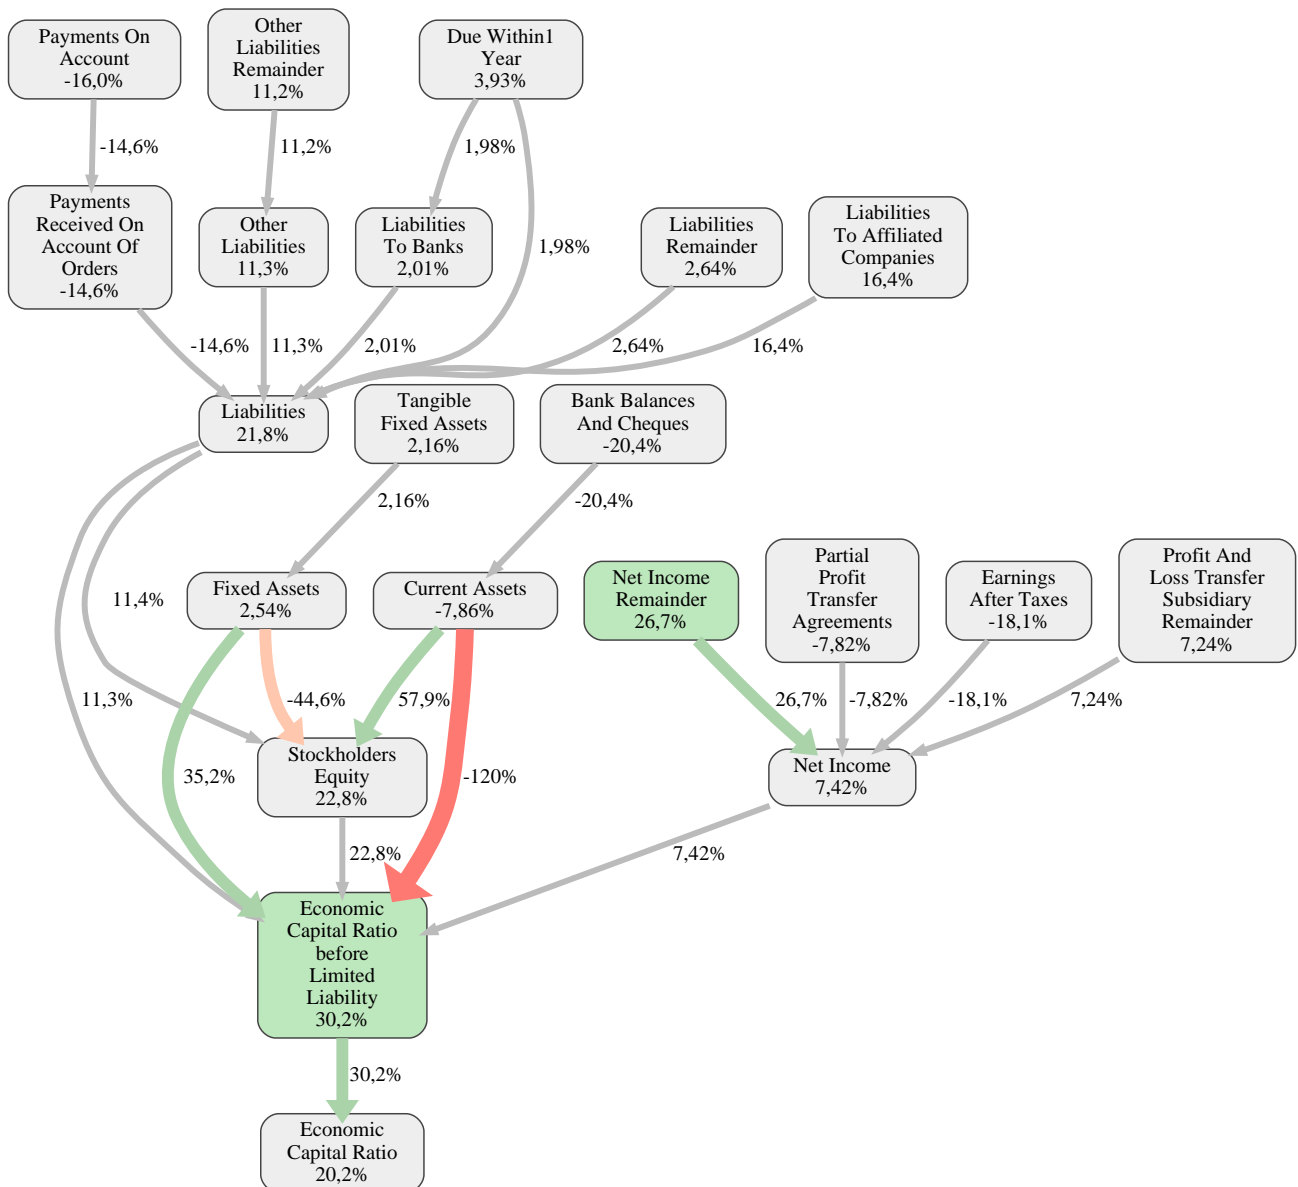 Payments On
Account
-16,0%
Other
Liabilities
Remainder
11,2%
Due Within1
Year
3,93%
-14,6%
11,2%
1,98%
Payments
Received On
Account Of
Orders
-14,6%
Other
Liabilities
11,3%
Liabilities
To Banks
2,01%
1,98%
Liabilities
Remainder
2,64%
Liabilities
To Affiliated
Companies
16,4%
-14,6%
11,3%
2,01%
2,64%
16,4%
Liabilities
21,8%
Tangible
Fixed Assets
2,16%
Bank Balances
And Cheques
-20,4%
2,16%
-20,4%
11,4%
Fixed Assets
2,54%
Current Assets
-7,86%
Net Income
Remainder
26,7%
Partial
Profit
Transfer
Agreements
-7,82%
Earnings
After Taxes
-18,1%
Profit And
Loss Transfer
Subsidiary
Remainder
7,24%
11,3%
-44,6%
57,9%
26,7%
-7,82%
-18,1%
7,24%
35,2%
Stockholders
Equity
22,8%
-120%
Net Income
7,42%
22,8%
7,42%
Economic
Capital Ratio
before
Limited
Liability
30,2%
30,2%
Economic
Capital Ratio
20,2%